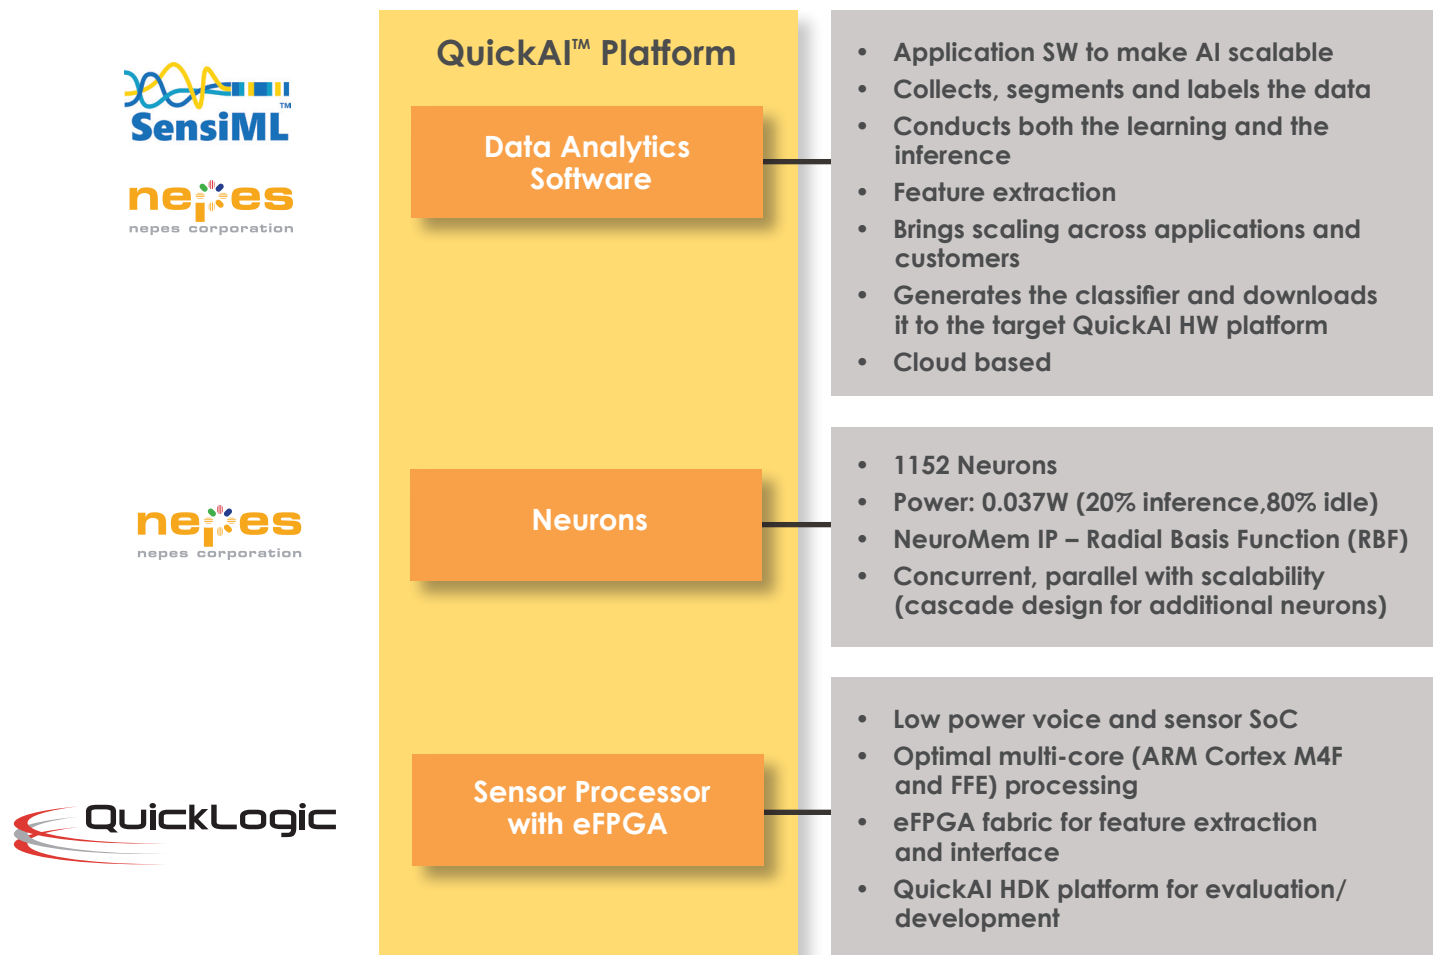 QuickAI™ Platform
SensiML™
nepes
nepes corporation
Data Analytics
Software
• Application SW to make AI scalable
• Collects, segments and labels the data
• Conducts both the learning and the
inference
• Feature extraction
• Brings scaling across applications and
customers
• Generates the classifier and downloads
it to the target QuickAI HW platform
• Cloud based
nepes
nepes corporation
Neurons
• 1152 Neurons
• Power: 0.037W (20% inference,80% idle)
• NeuroMem IP – Radial Basis Function (RBF)
• Concurrent, parallel with scalability
(cascade design for additional neurons)
QuickLogic
Sensor Processor
with eFPGA
• Low power voice and sensor SoC
• Optimal multi-core (ARM Cortex M4F
and FFE) processing
• eFPGA fabric for feature extraction
and interface
• QuickAI HDK platform for evaluation/
development